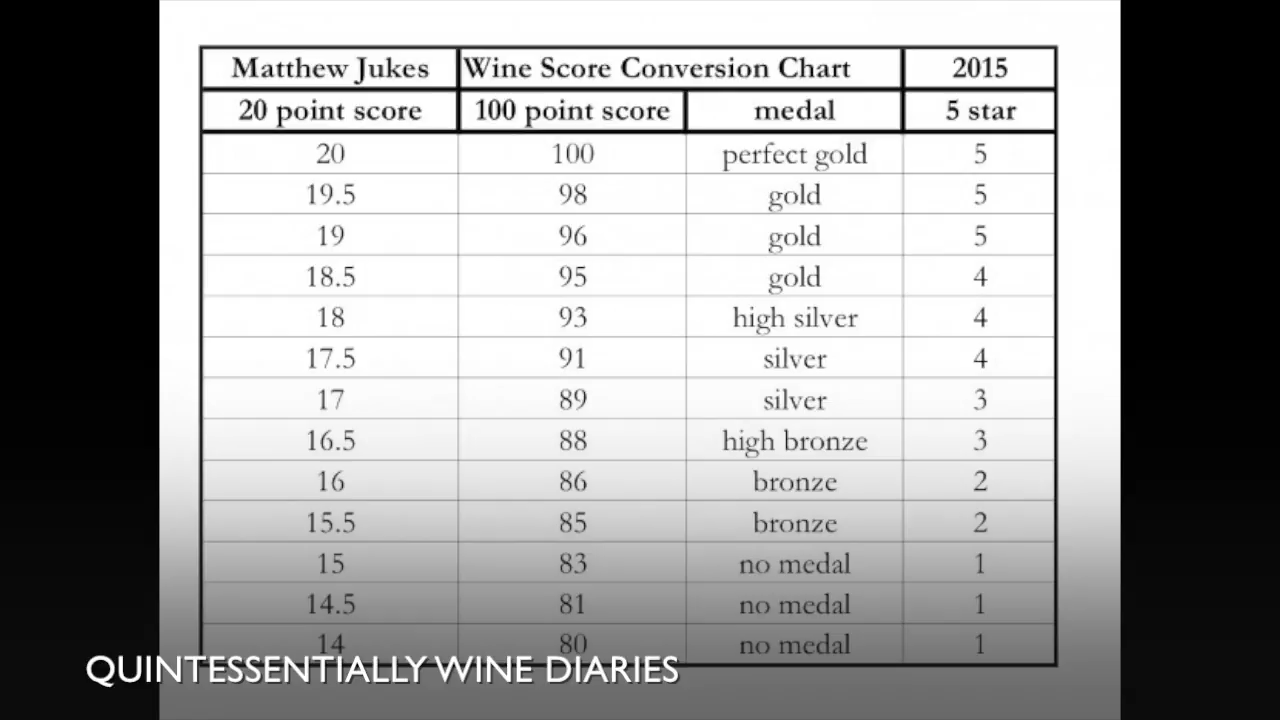 Matthew Jukes Wine Score Conversion Chart 2015
20 point score 100 point score medal 5 star
20 100 perfect gold 5
19.5 98 gold 5
19 96 gold 5
18.5 95 gold 4
18 93 high silver 4
17.5 91 silver 4
17 89 silver 3
16.5 88 high bronze 3
16 86 bronze 2
15.5 85 bronze 2
15 83 no medal 1
14.5 81 no medal 1
14 80 no medal 1
QUINTESSENTIALLY WINE DIARIES